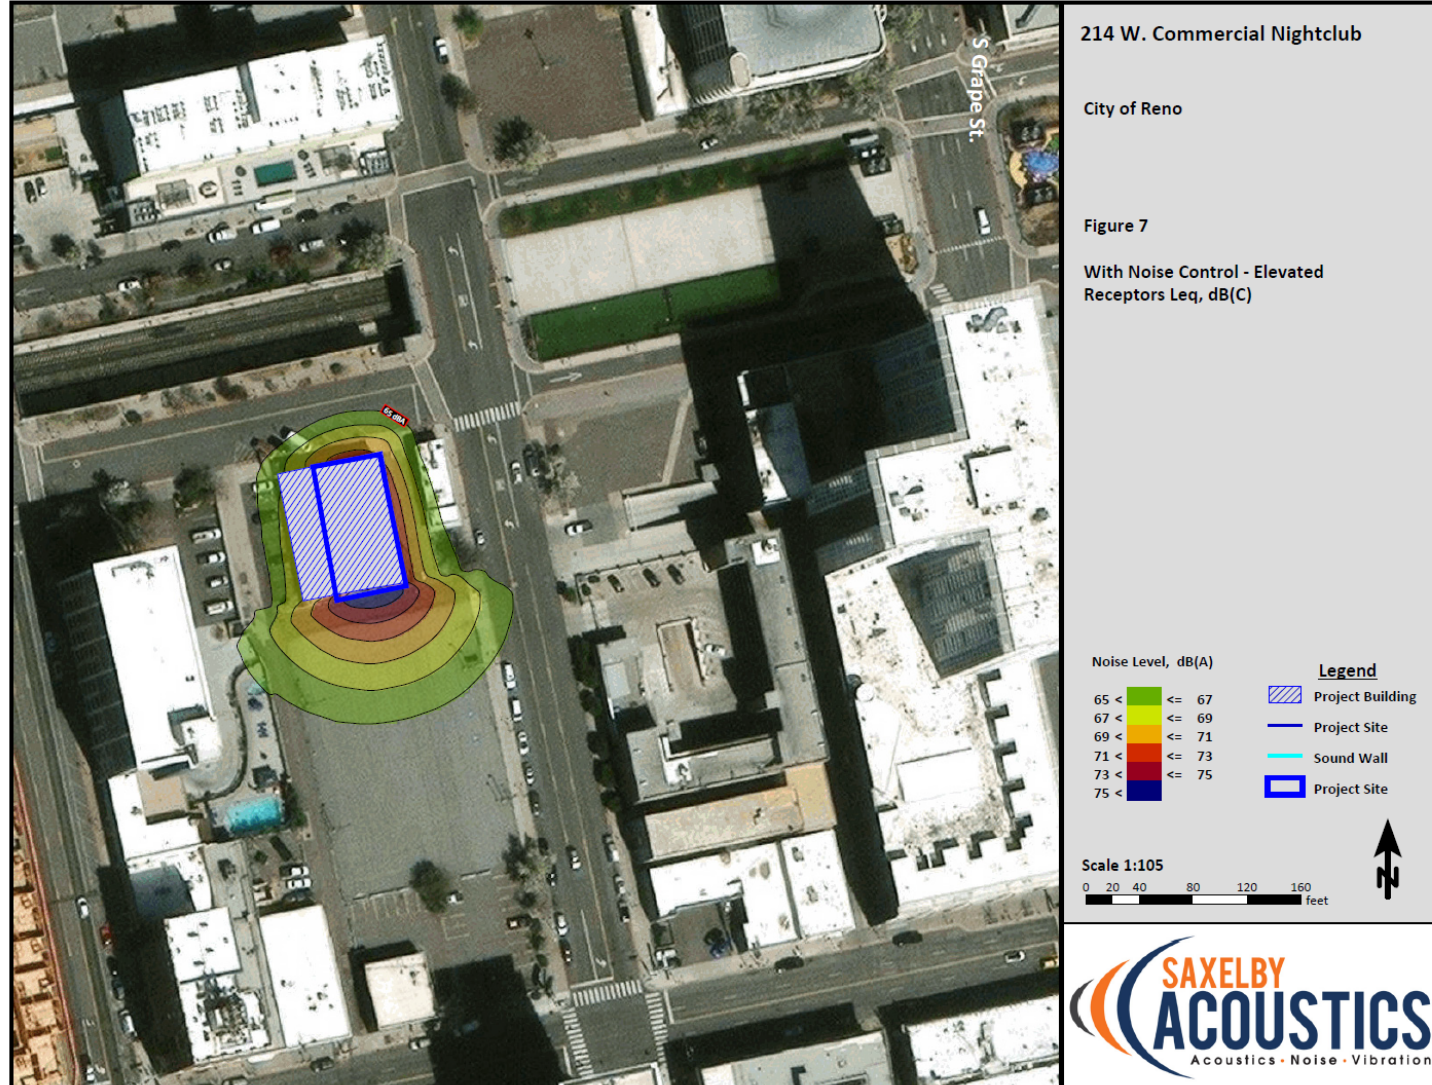 214 W. Commercial Nightclub
City of Reno
Figure 7
With Noise Control - Elevated
Receptors Leq, dB(C)
S Grape St.
65 dBA
Noise Level, dB(A)
65 < <= 67
67 < <= 69
69 < <= 71
71 < <= 73
73 < <= 75
75 <
Legend
Project Building
Project Site
Sound Wall
Project Site
Scale 1:105
0 20 40 80 120 160
feet
N
SAXELBY
ACOUSTICS
Acoustics · Noise · Vibration